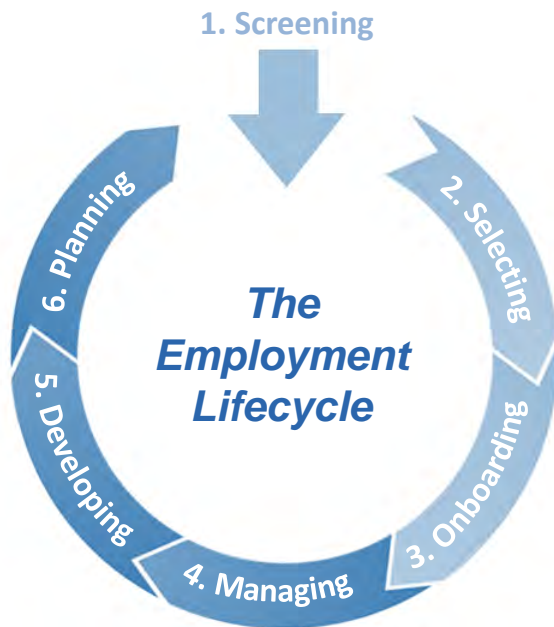 1. Screening
2. Selecting
3. Onboarding
4. Managing
5. Developing
6. Planning
The
Employment
Lifecycle